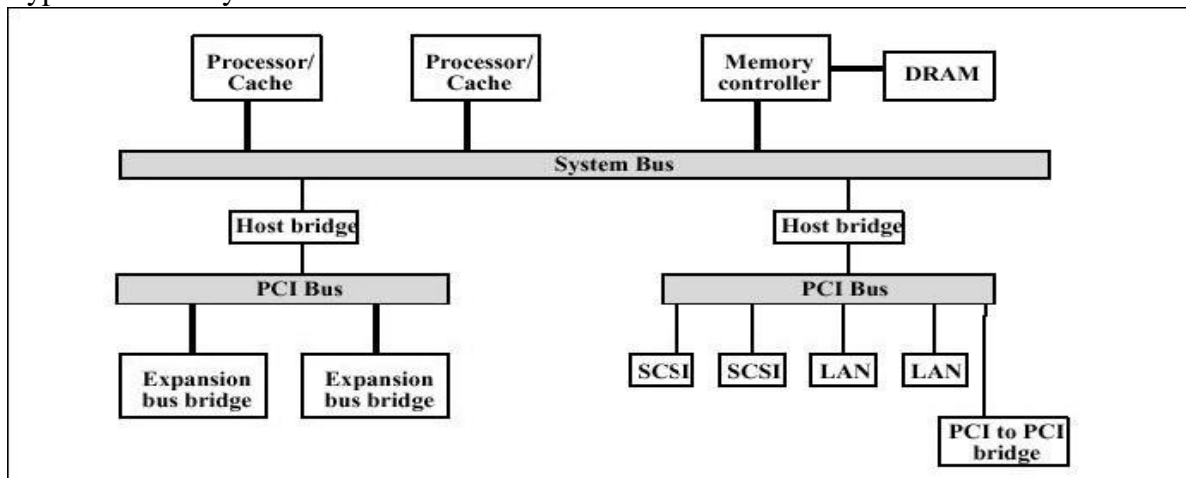 Processor/
Cache
Processor/
Cache
Memory
controller
DRAM
System Bus
Host bridge
Host bridge
PCI Bus
PCI Bus
SCSI
SCSI
LAN
LAN
Expansion
bus bridge
Expansion
bus bridge
PCI to PCI
bridge